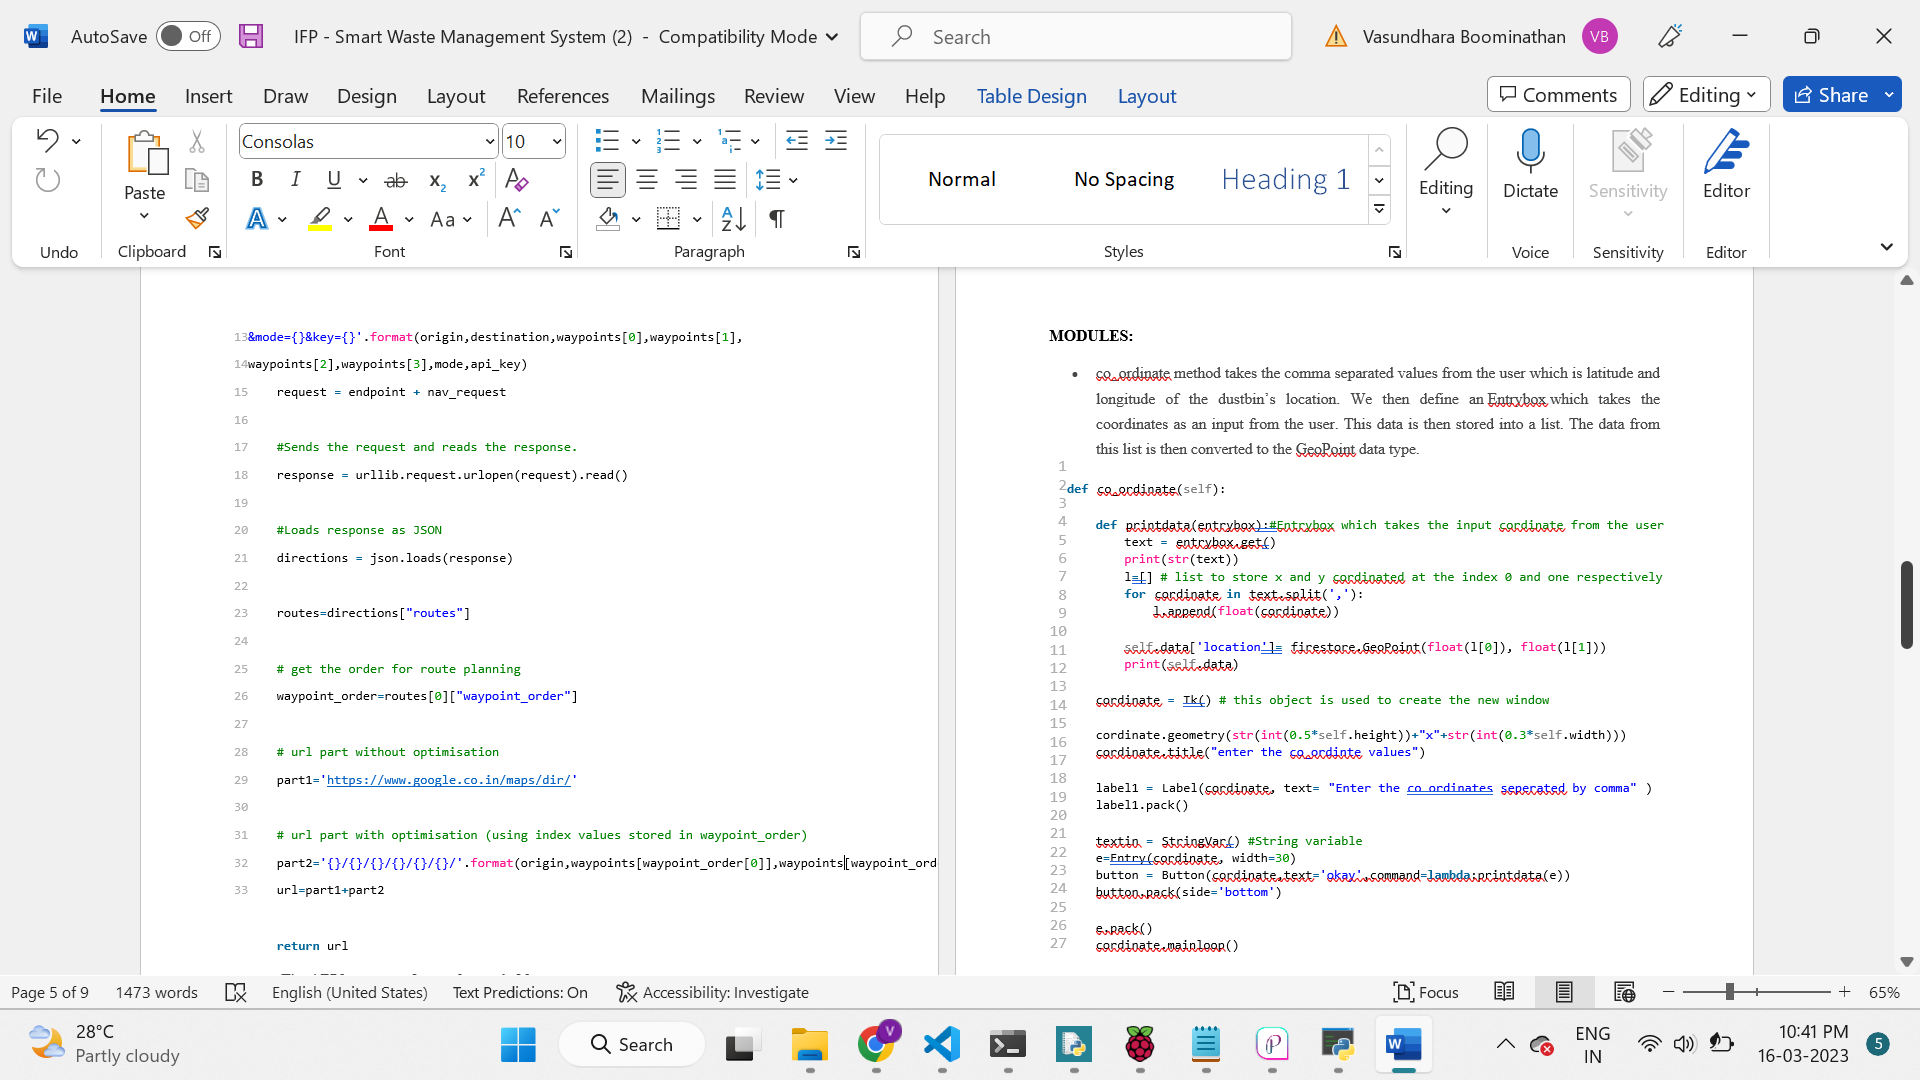 AutoSave Off IFP - Smart Waste Management System (2) - Compatibility Mode Search Vasundhara Boominathan VB
File Home Insert Draw Design Layout References Mailings Review View Help Table Design Layout Comments Editing Share
Paste
Consolas 10
Normal No Spacing Heading 1
Editing Dictate Sensitivity Editor
Undo Clipboard Font Paragraph Styles Voice Sensitivity Editor
13&mode={}&key={}'.format(origin,destination,waypoints[0],waypoints[1],
14waypoints[2],waypoints[3],mode,api_key)
15 request = endpoint + nav_request
16
17 #Sends the request and reads the response.
18 response = urllib.request.urlopen(request).read()
19
20 #Loads response as JSON
21 directions = json.loads(response)
22
23 routes=directions["routes"]
24
25 # get the order for route planning
26 waypoint_order=routes[0]["waypoint_order"]
27
28 # url part without optimisation
29 part1='https://www.google.co.in/maps/dir/'
30
31 # url part with optimisation (using index values stored in waypoint_order)
32 part2='{}/{}/{}/{}/{}/{}/'.format(origin,waypoints[waypoint_order[0]],waypoints[waypoint_ord
33 url=part1+part2
return url
MODULES:
• co_ordinate method takes the comma separated values from the user which is latitude and
longitude of the dustbin's location. We then define an Entrybox which takes the
coordinates as an input from the user. This data is then stored into a list. The data from
this list is then converted to the GeoPoint data type.
1
2 def co_ordinate(self):
3
4 def printdata(entrybox):#Entrybox which takes the input cordinate from the user
5 text = entrybox.get()
6 print(str(text))
7 l=[] # list to store x and y cordinated at the index 0 and one respectively
8 for cordinate in text.split(','):
9 l.append(float(cordinate))
10
11 self.data['location']= firestore.GeoPoint(float(l[0]), float(l[1]))
12 print(self.data)
13
14 cordinate = Tk() # this object is used to create the new window
15
16 cordinate.geometry(str(int(0.5*self.height))+"x"+str(int(0.3*self.width)))
17 cordinate.title("enter the co_ordinte values")
18
19 label1 = Label(cordinate, text= "Enter the co ordinates seperated by comma" )
20 label1.pack()
21
22 textin = StringVar() #String variable
23 e=Entry(cordinate, width=30)
24 button = Button(cordinate,text='okay',command=lambda:printdata(e))
25 button.pack(side='bottom')
26 e.pack()
27 cordinate.mainloop()
Page 5 of 9 1473 words English (United States) Text Predictions: On Accessibility: Investigate Focus 65%
28°C
Partly cloudy
Search
ENG
IN
10:41 PM
16-03-2023
5